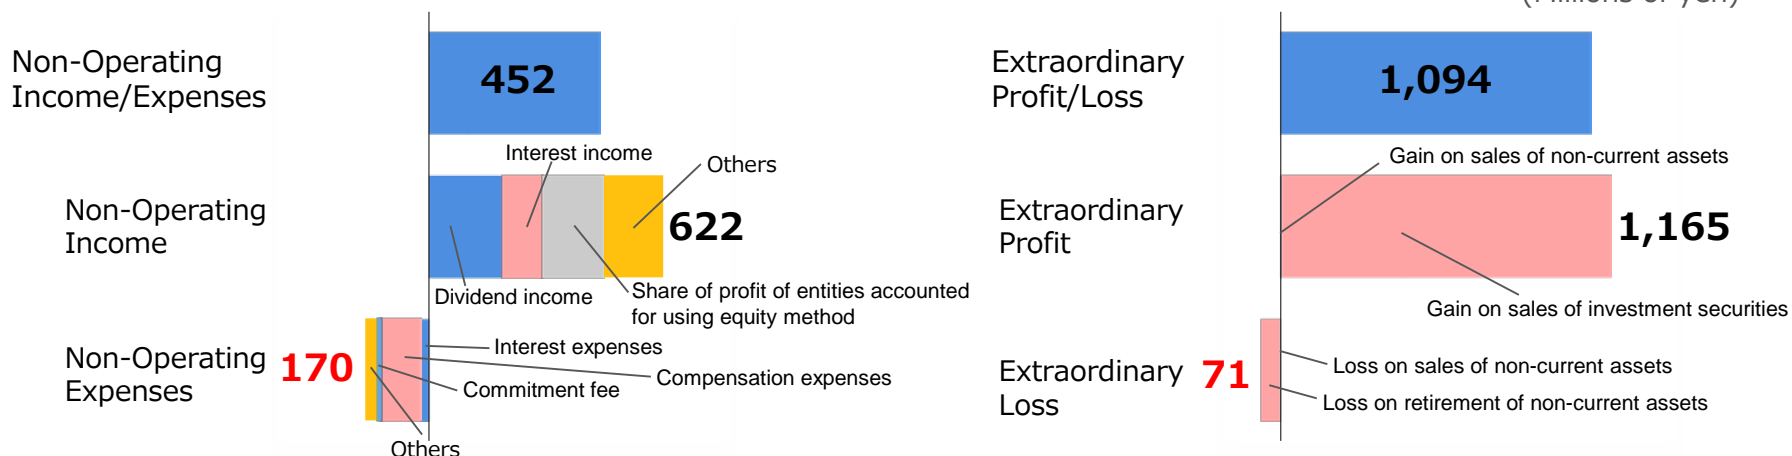 (Millions of yen)
Non-Operating
Income/Expenses
452
Interest income
Others
Non-Operating
Income
622
Dividend income
Share of profit of entities accounted
for using equity method
Non-Operating
Expenses
170
Interest expenses
Compensation expenses
Commitment fee
Others
Extraordinary
Profit/Loss
1,094
Gain on sales of non-current assets
Extraordinary
Profit
1,165
Gain on sales of investment securities
Extraordinary
Loss
71
Loss on sales of non-current assets
Loss on retirement of non-current assets